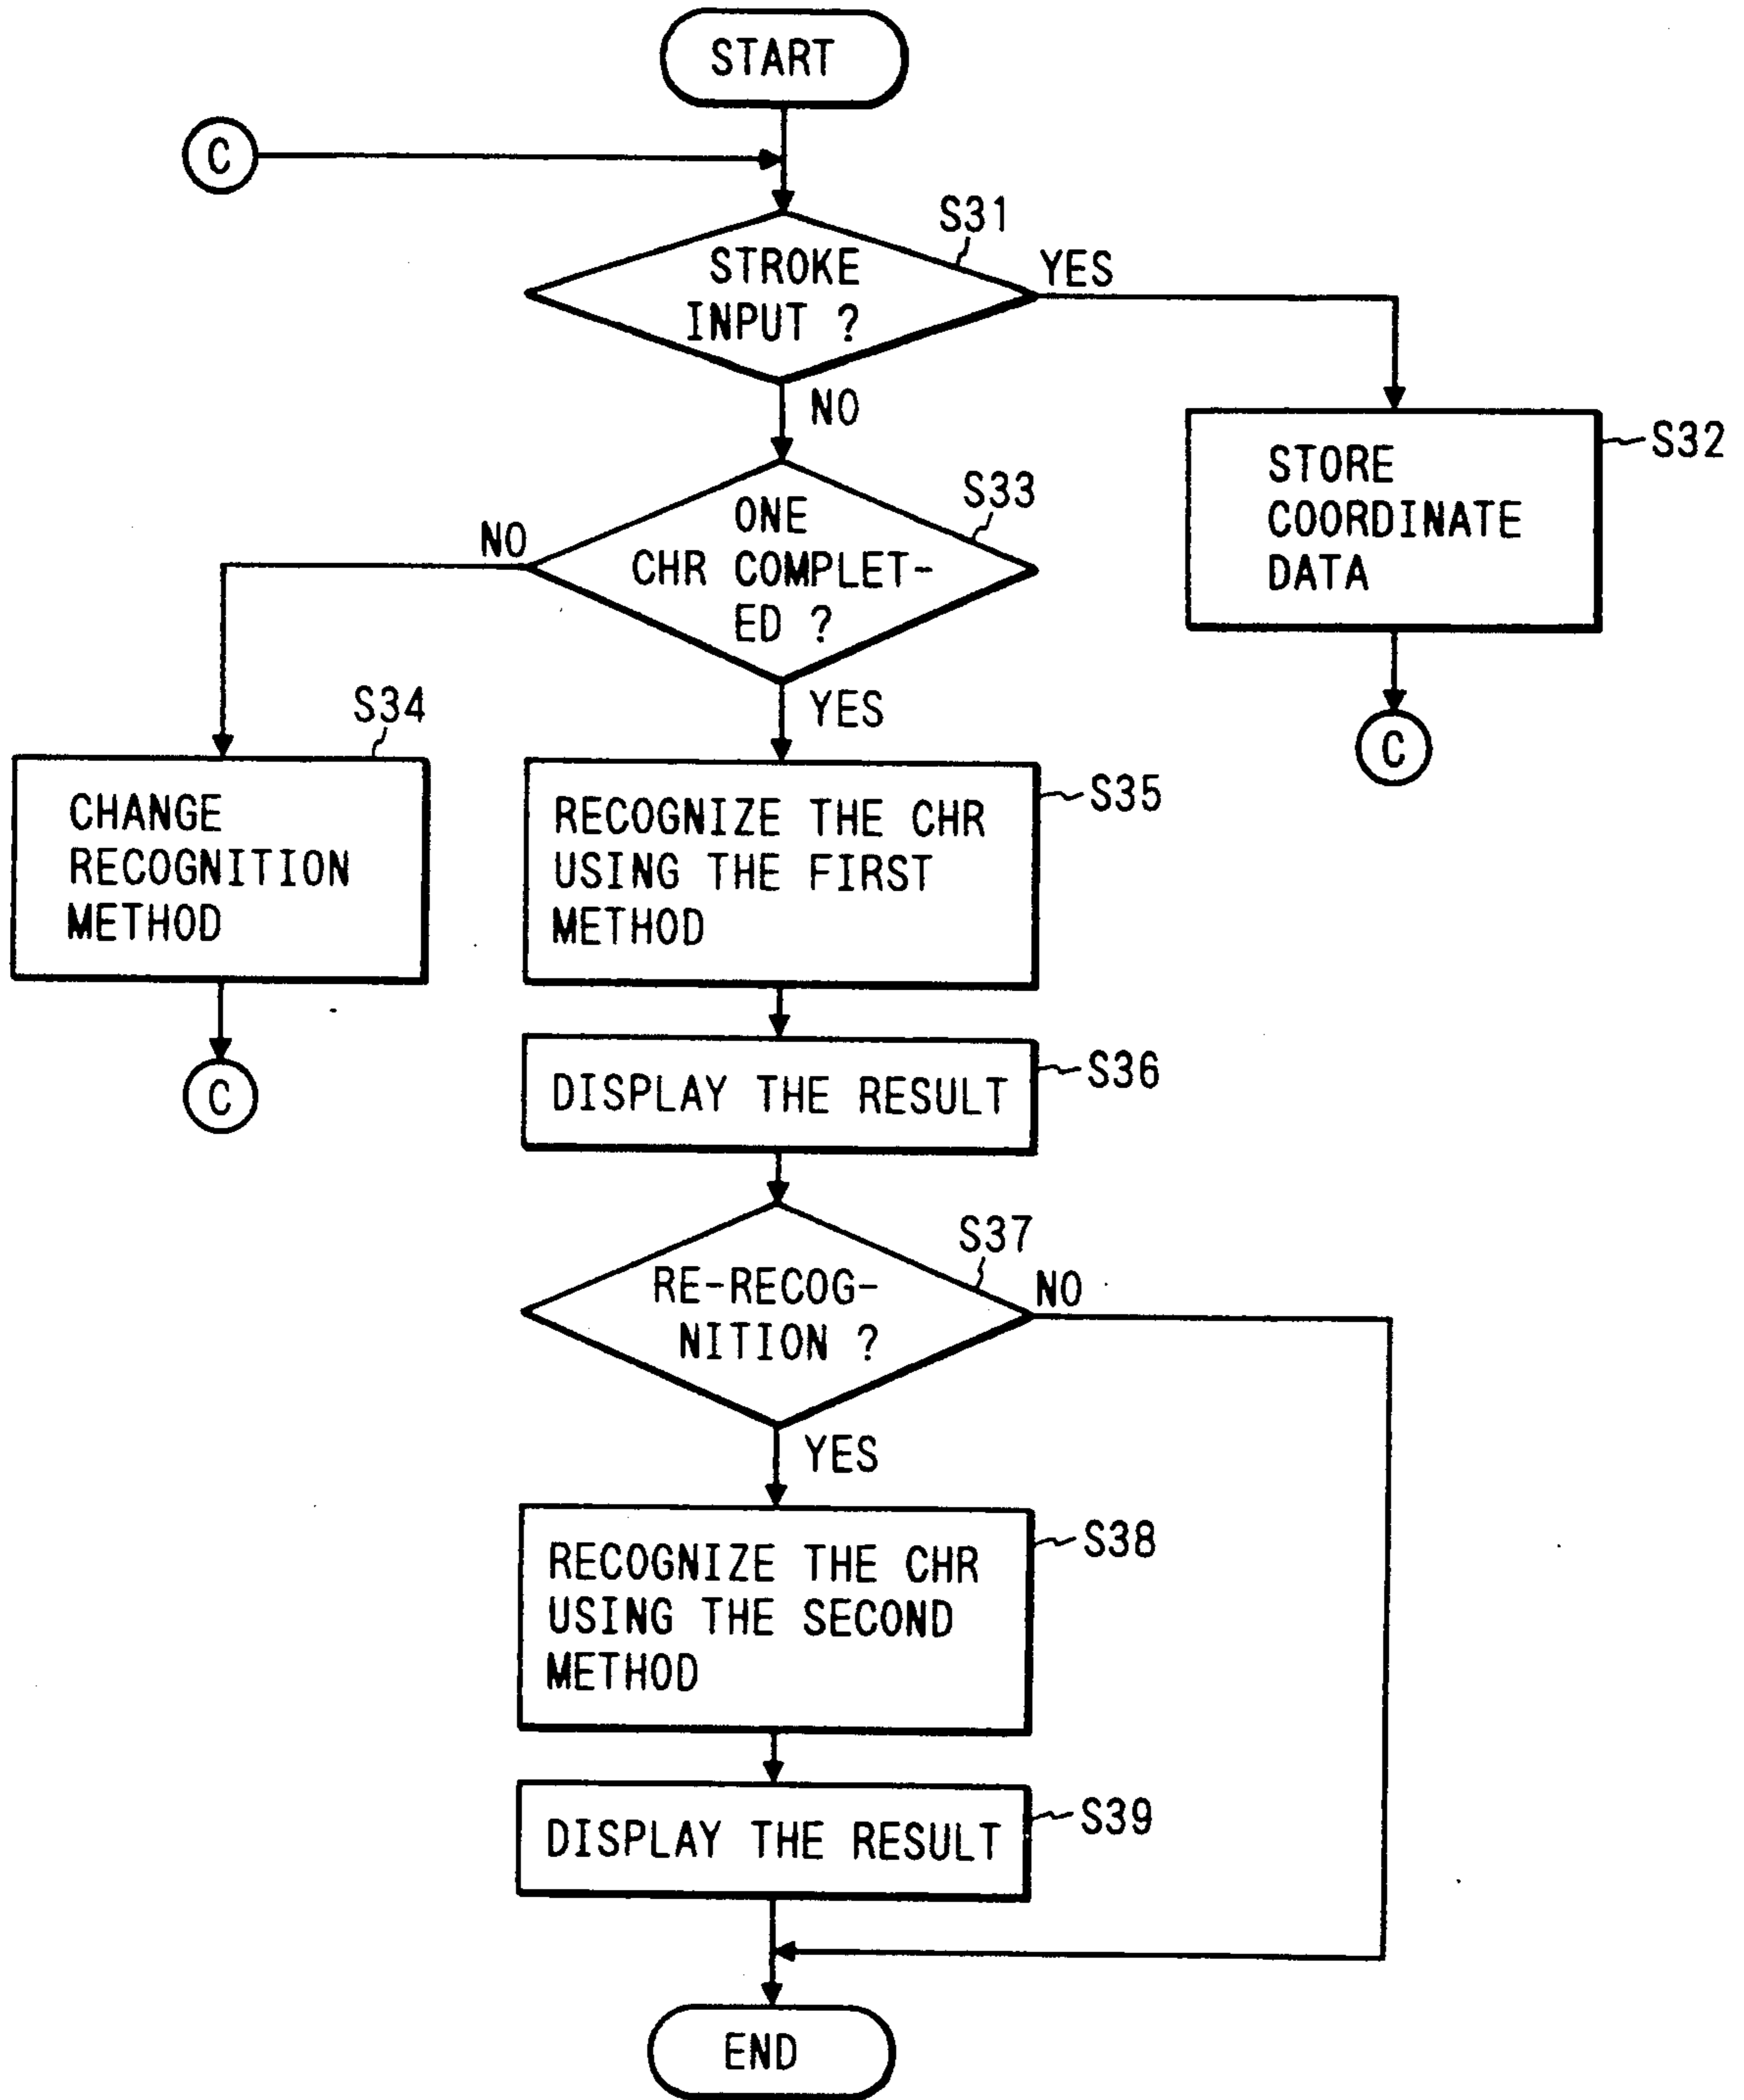 START
C
S31
STROKE
INPUT ?
YES
NO
S32
STORE
COORDINATE
DATA
C
S33
ONE
CHR COMPLET-
ED ?
NO
YES
S34
CHANGE
RECOGNITION
METHOD
C
S35
RECOGNIZE THE CHR
USING THE FIRST
METHOD
S36
DISPLAY THE RESULT
S37
RE-RECOG-
NITION ?
NO
YES
S38
RECOGNIZE THE CHR
USING THE SECOND
METHOD
S39
DISPLAY THE RESULT
END